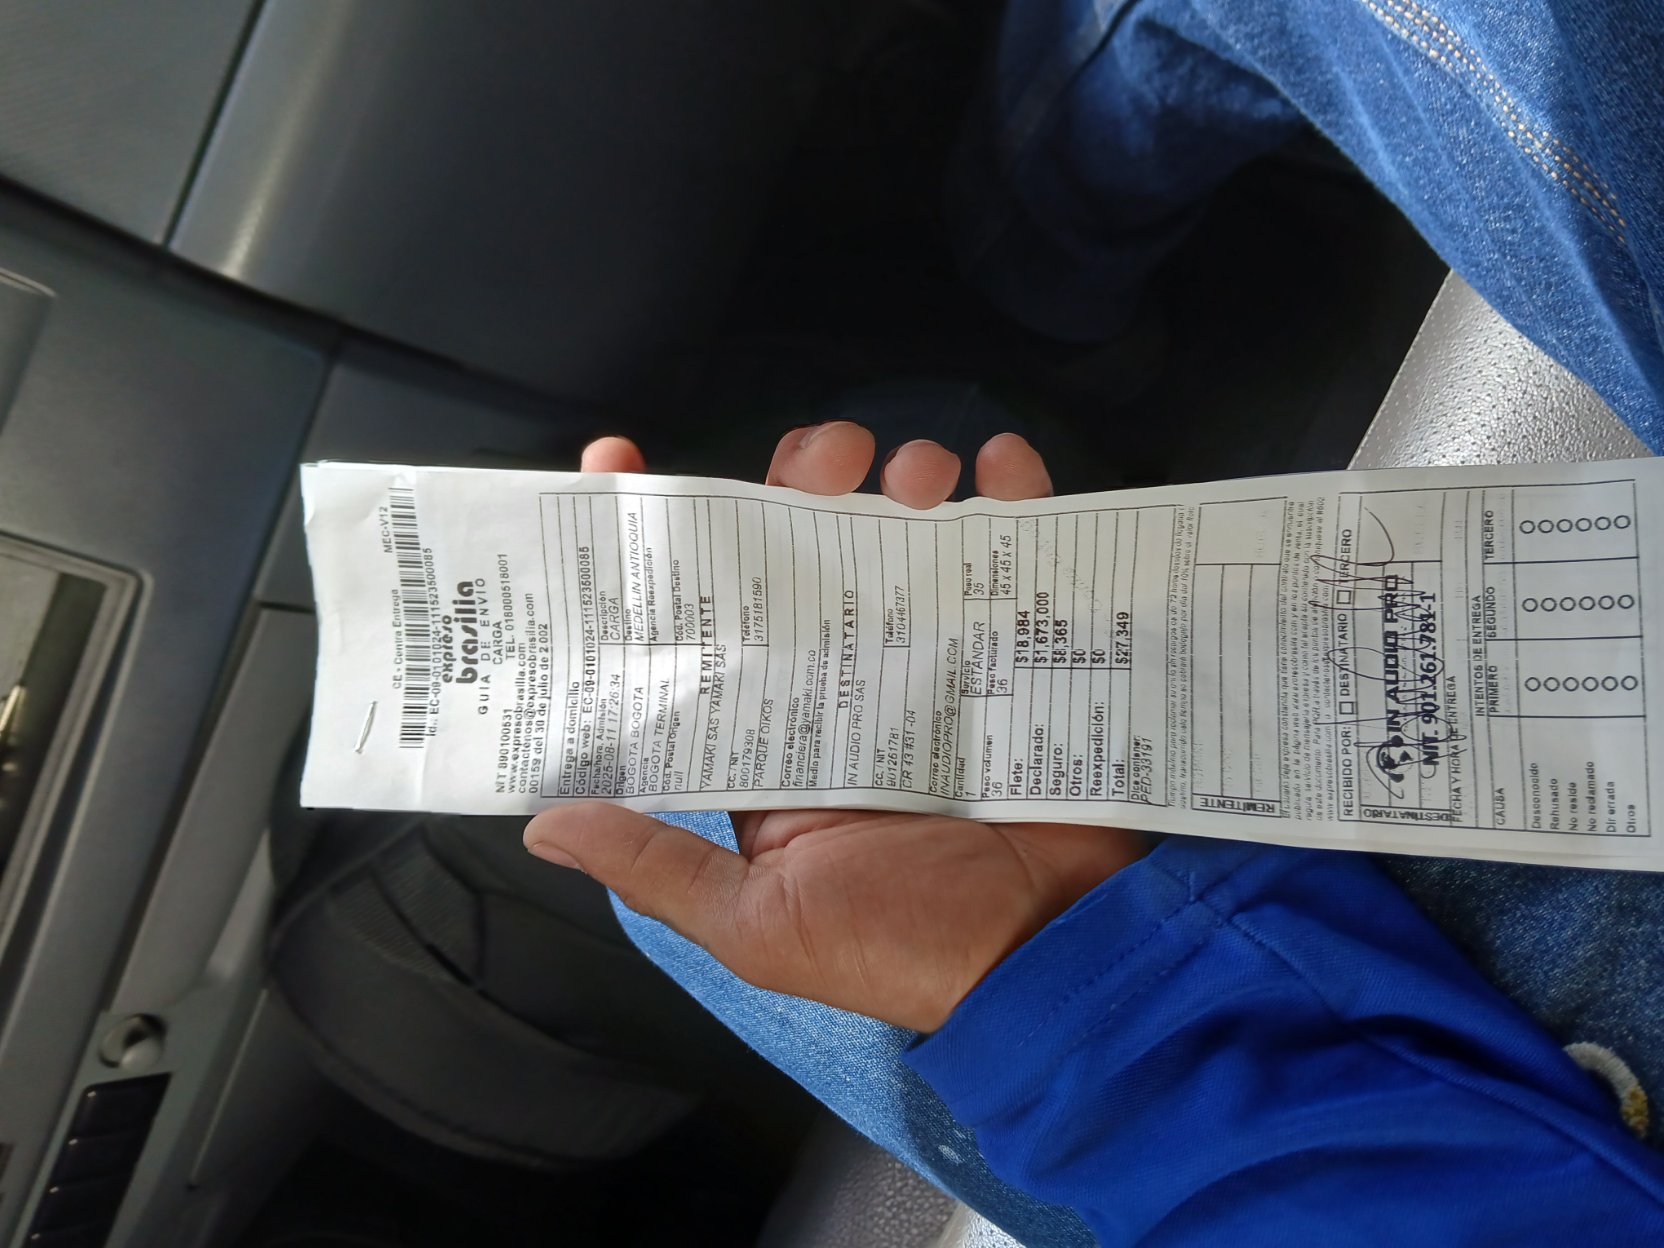 CE - Centra Entrega
MEC-V12
Id.: EC-09-0101024-11523500085
expreso
brasilia
GUIA DE ENVIO
CARGA
NIT 890100531 TEL. 018000518001
www.expresobrasilia.com
contactenos@expresobrasilia.com
00159 del 30 de julio de 2.002
Entrega a domicilio
Código web: EC-09-0101024-11523500085
Fecha/hora, Admisión Descripción
2025-08-11 17:26:34 CARGA
Origen Destino
BOGOTA BOGOTA MEDELLIN ANTIOQUIA
Agencia Agencia Reexpedición
BOGOTA TERMINAL
Cód. Postal Origen Cód. Postal Destino
null 700003
REMITENTE
YAMAKI SAS YAMAKI SAS
CC. / NIT Teléfono
800179308 3175181590
PARQUE OIKOS
Correo electrónico
financiera@yamaki.com.co
Medio para recibir la prueba de admisión
DESTINATARIO
IN AUDIO PRO SAS
CC. / NIT Teléfono
901261781 3104467377
CR 43 #31-04
Correo electrónico
INAUDIOPRO@GMAIL.COM
Cantidad Servicio Peso real
1 ESTANDAR 35
Peso volumen Peso facturado Dimensiones
36 36 45 x 45 x 45
Flete: $18,984
Declarado: $1,673,000
Seguro: $8,365
Otros: $0
Reexpedición: $0
Total: $27,349
Dice contener:
PEP-33191
REMITENTE
RECIBIDO POR: DESTINATARIO TERCERO
DESTINATARIO
IN AUDIO PRO
NIT. 901.261.781-1
FECHA Y HORA DE ENTREGA
INTENTOS DE ENTREGA
CAUSA PRIMERO SEGUNDO TERCERO
Desconocido
Rehusado
No reside
No reclamado
Dir errada
Otros